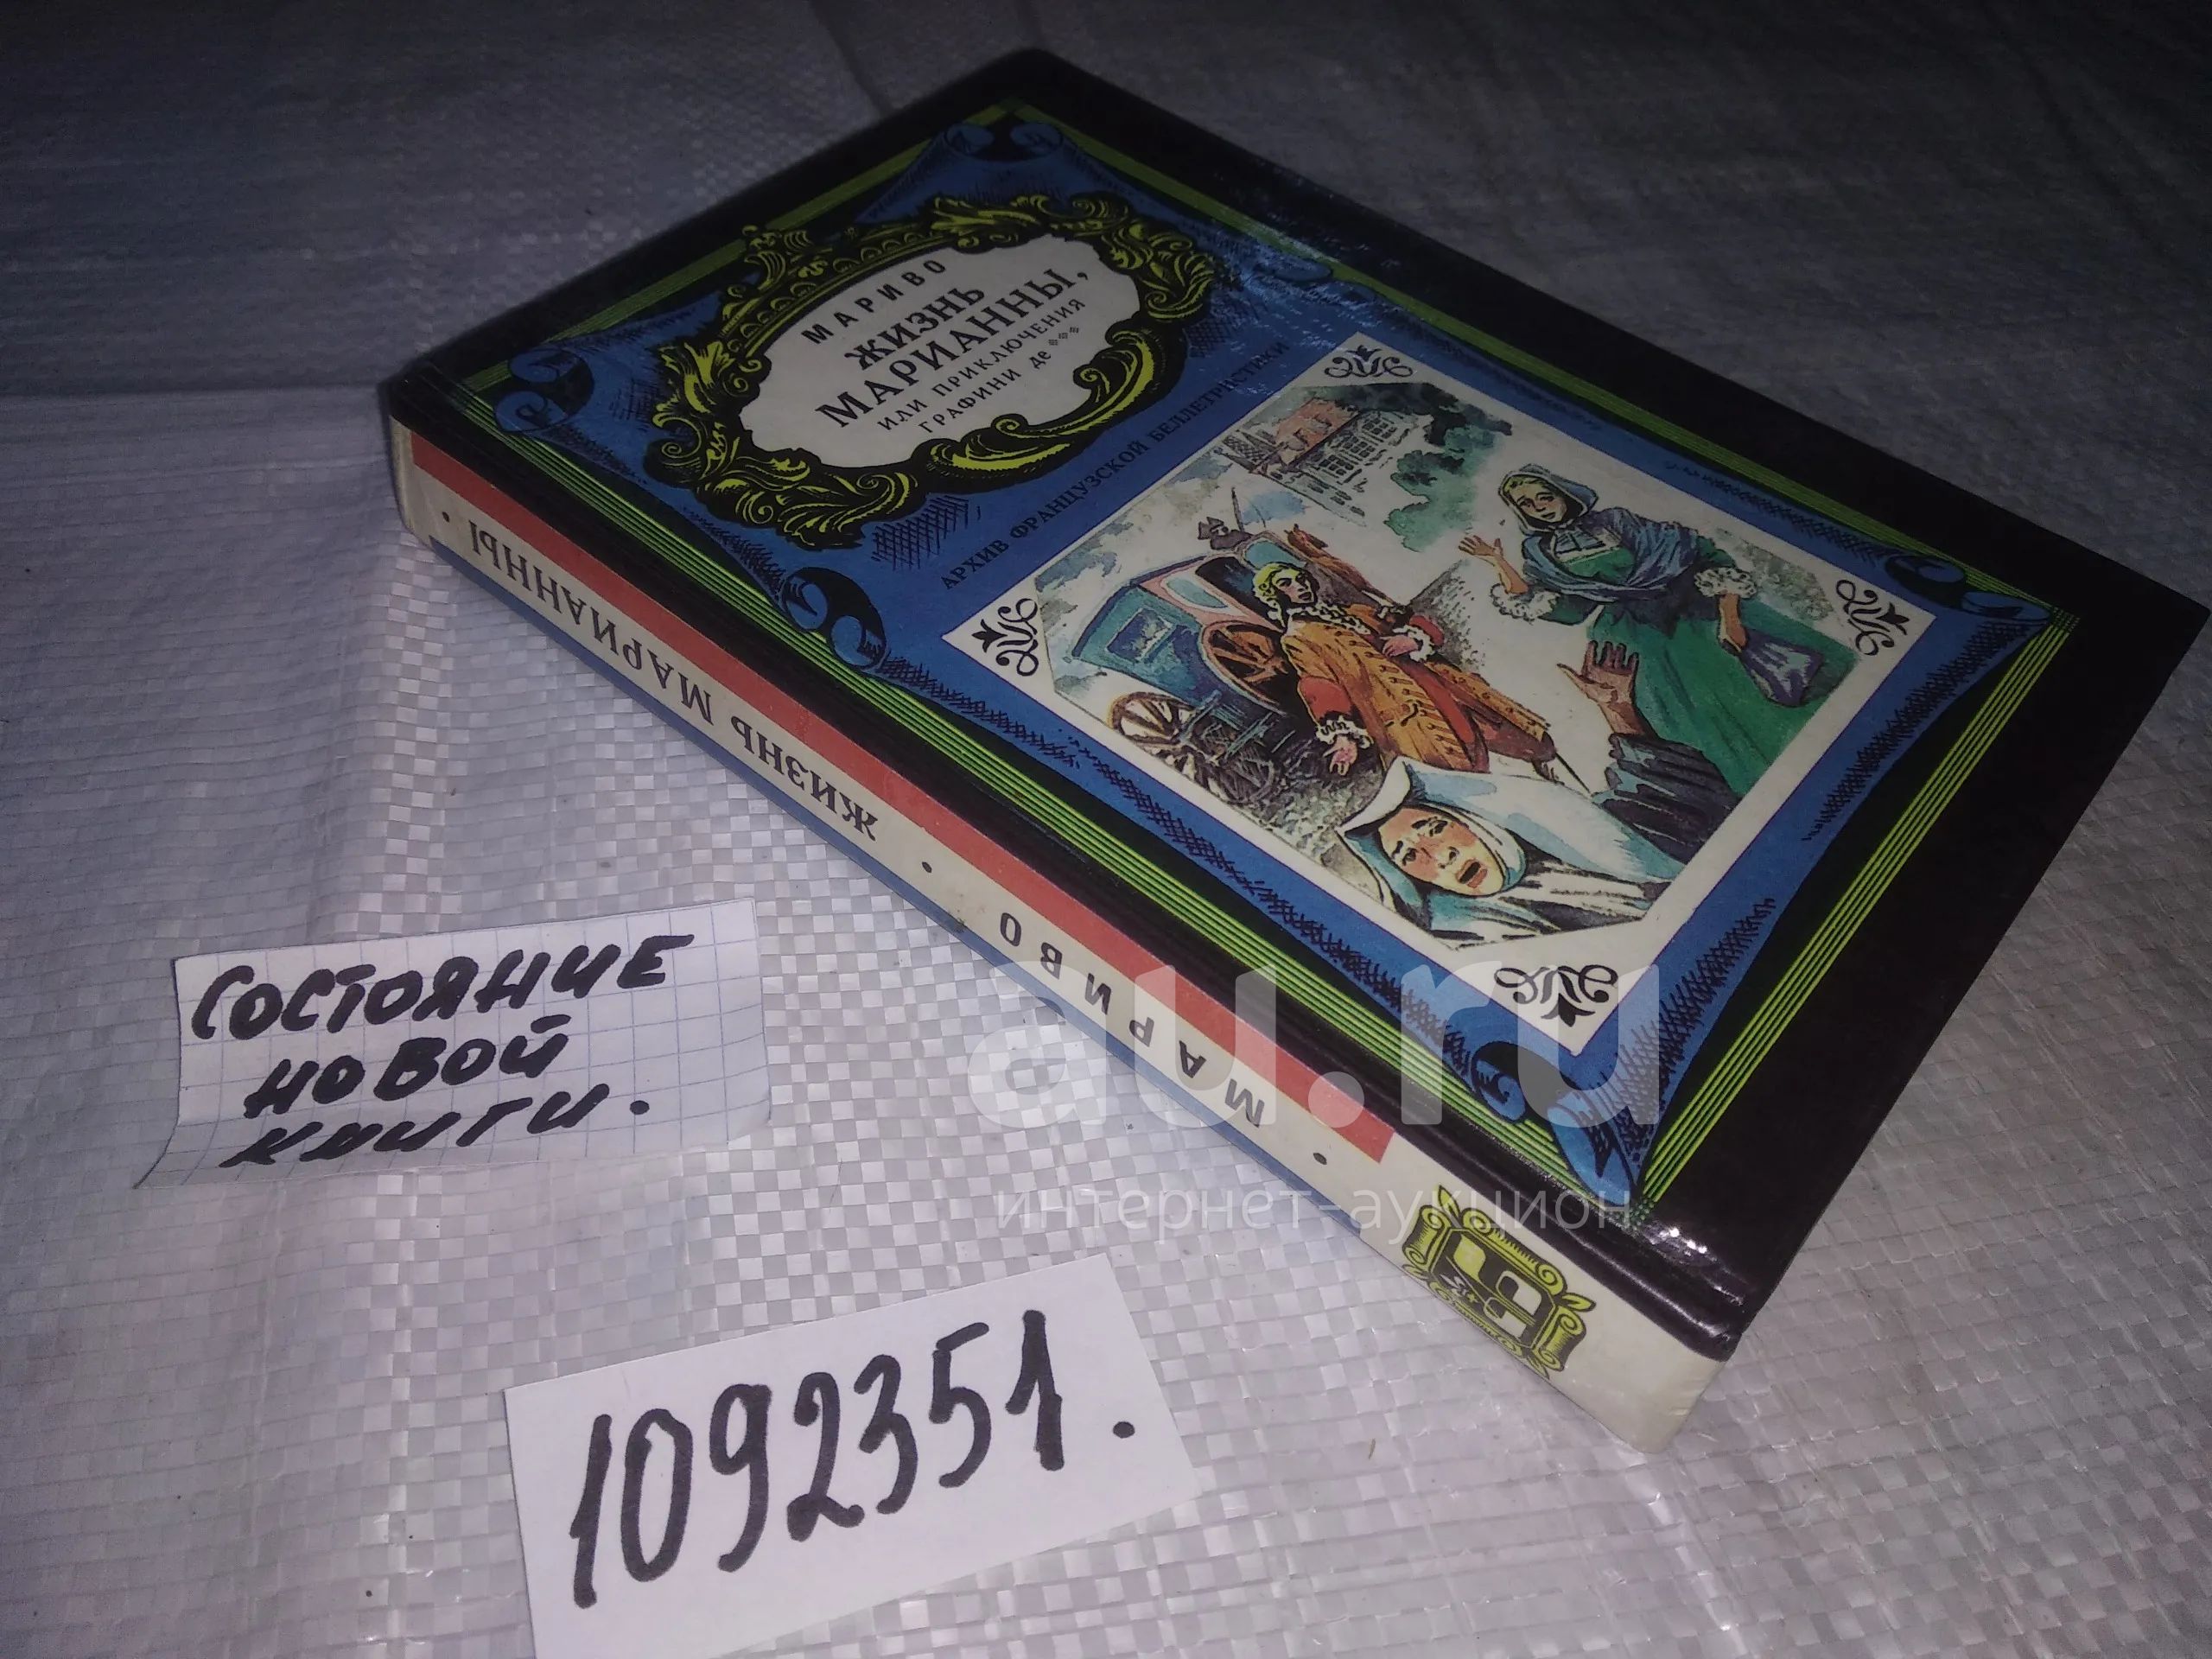 МАРИВО
ЖИЗНЬ
МАРИАННЫ,
ИЛИ ПРИКЛЮЧЕНИЯ
ГРАФИНИ ДЕ ***
АРХИВ ФРАНЦУЗСКОЙ БЕЛЛЕТРИСТИКИ
• МАРИВО • ЖИЗНЬ МАРИАННЫ •
СОСТОЯНИЕ
НОВОЙ
КНИГИ.
1092351.
au.ru
интернет-аукцион